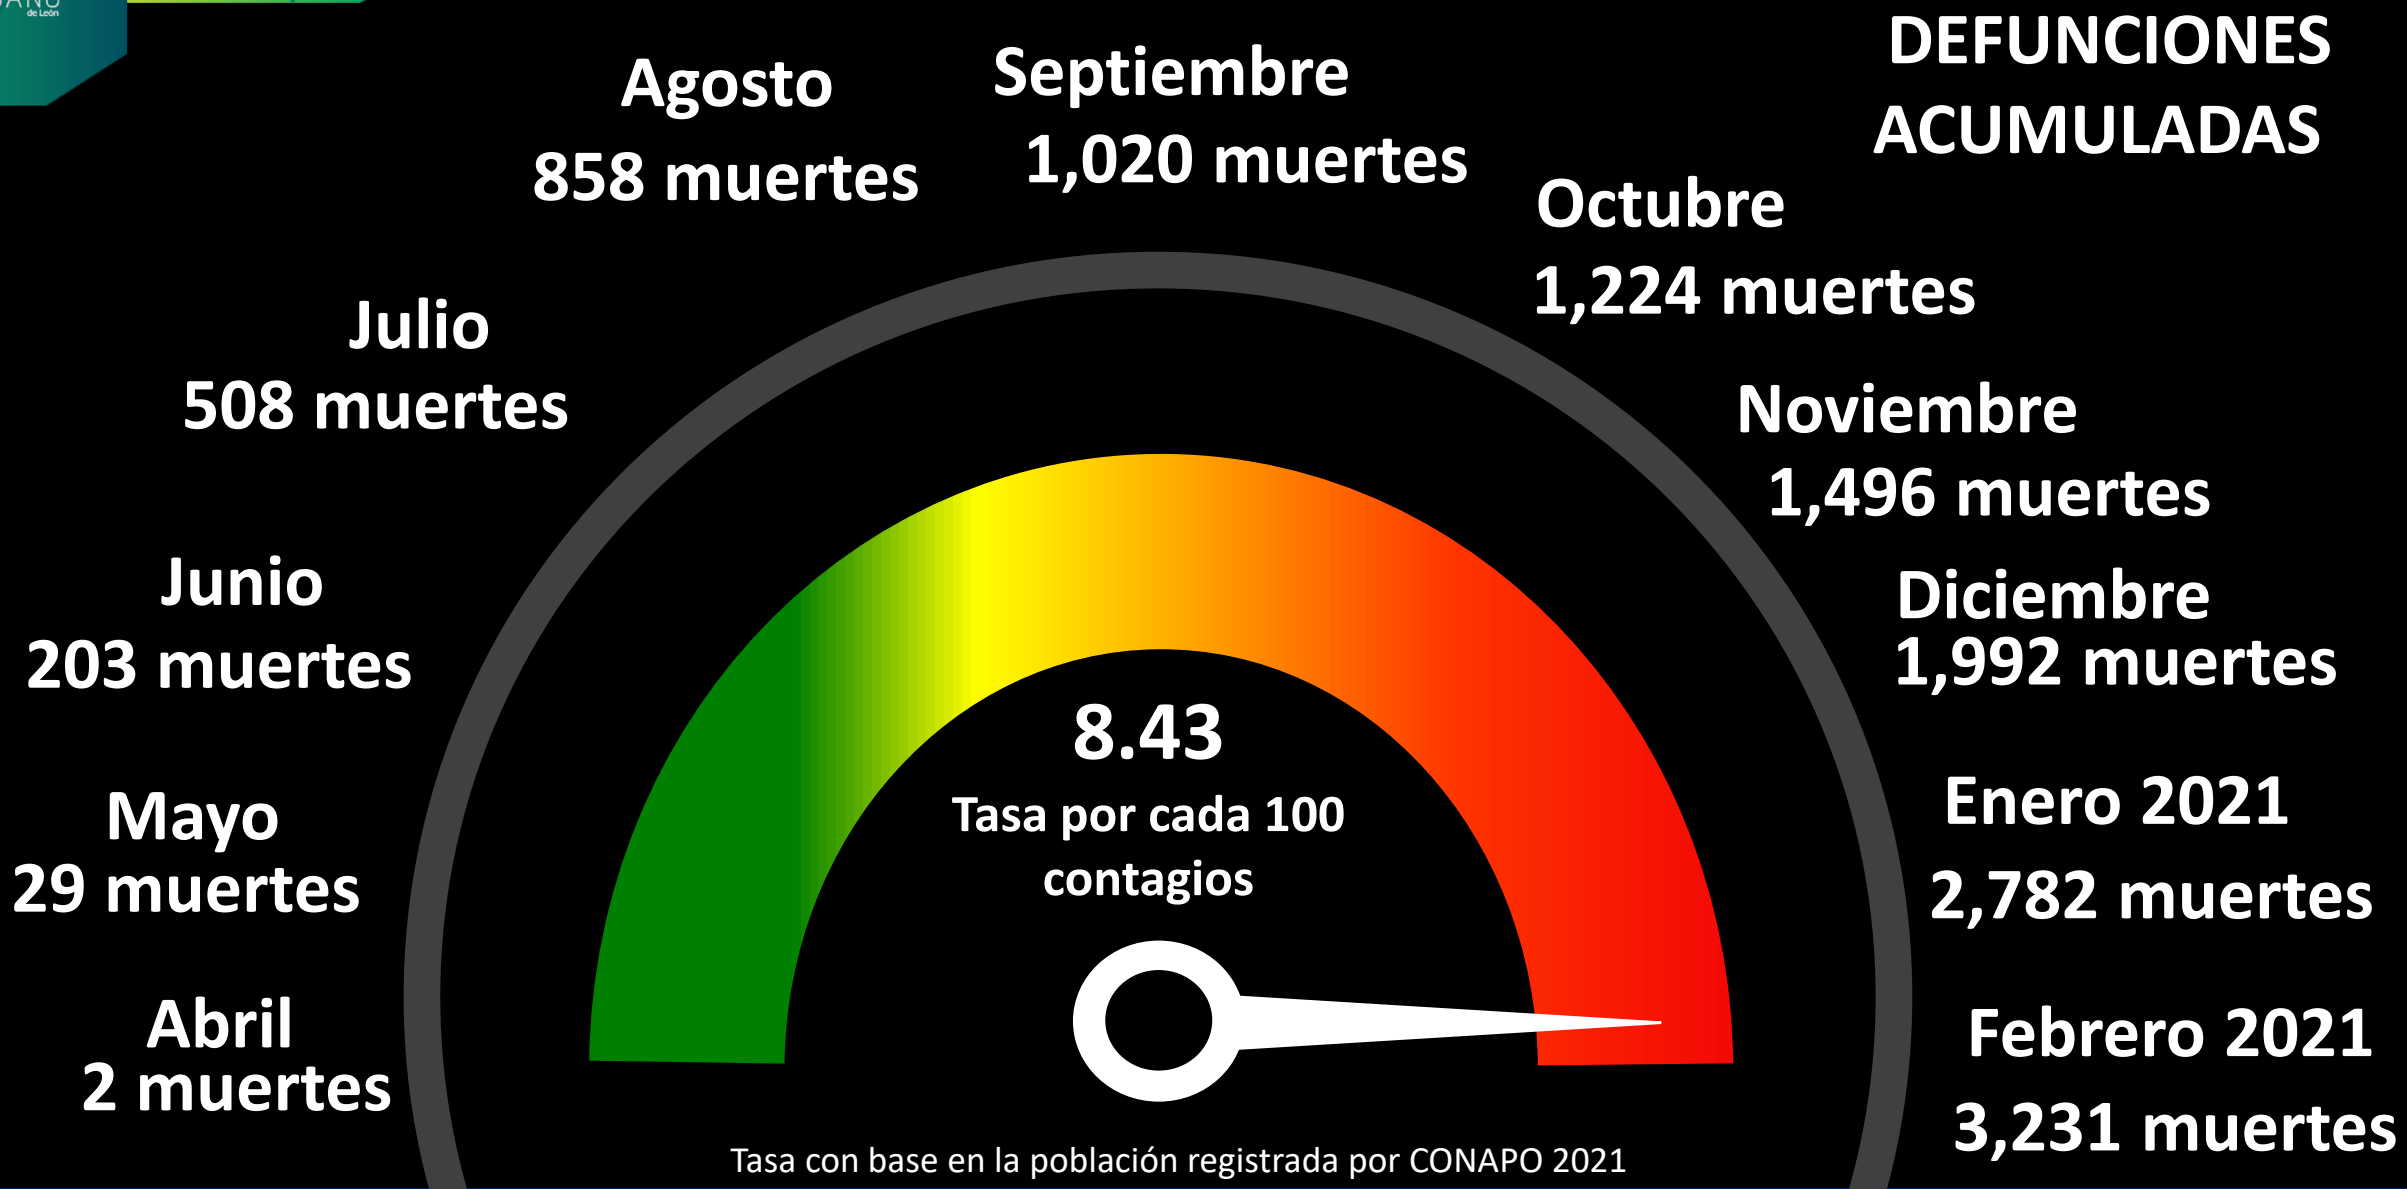 de León
DEFUNCIONES
ACUMULADAS
Abril
2 muertes
Mayo
29 muertes
Junio
203 muertes
Julio
508 muertes
Agosto
858 muertes
Septiembre
1,020 muertes
Octubre
1,224 muertes
Noviembre
1,496 muertes
Diciembre
1,992 muertes
Enero 2021
2,782 muertes
Febrero 2021
3,231 muertes
8.43
Tasa por cada 100
contagios
Tasa con base en la población registrada por CONAPO 2021